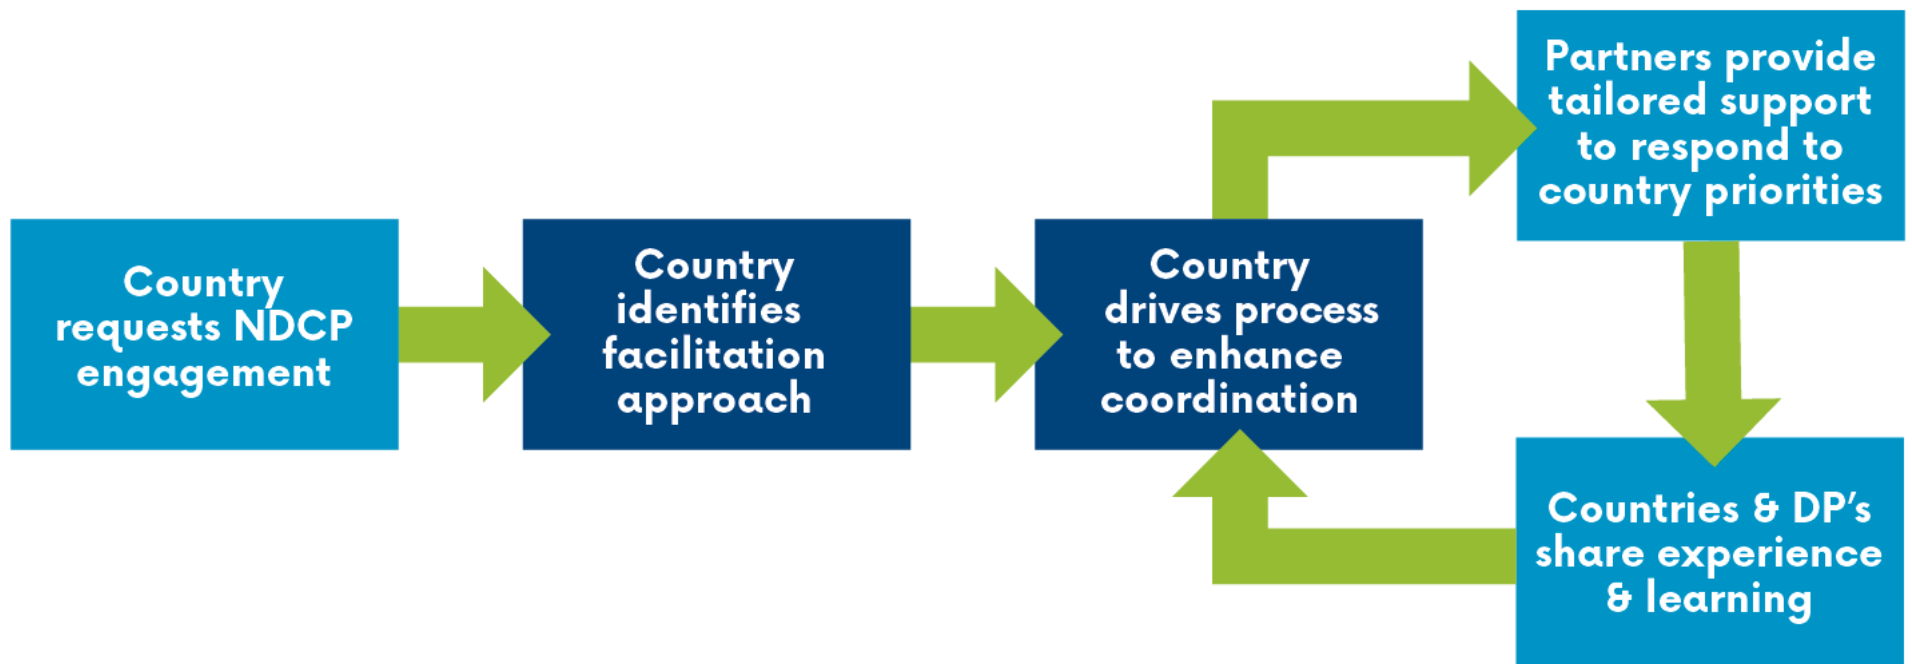 Country
requests NDCP
engagement
Country
identifies
facilitation
approach
Country
drives process
to enhance
coordination
Partners provide
tailored support
to respond to
country priorities
Countries & DP's
share experience
& learning